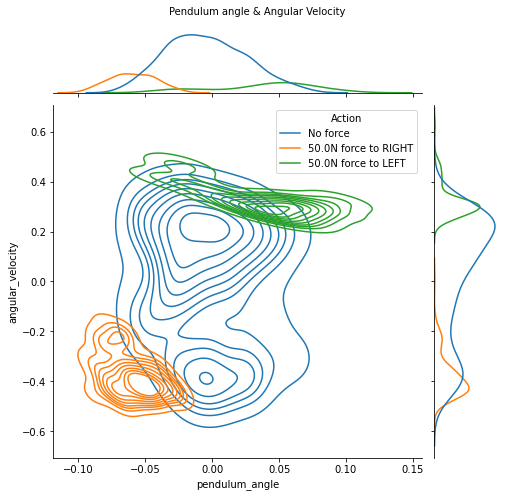 Pendulum angle & Angular Velocity
Action
No force
50.0N force to RIGHT
50.0N force to LEFT
0.6
0.4
0.2
0.0
−0.2
−0.4
−0.6
angular_velocity
−0.10
−0.05
0.00
0.05
0.10
0.15
pendulum_angle